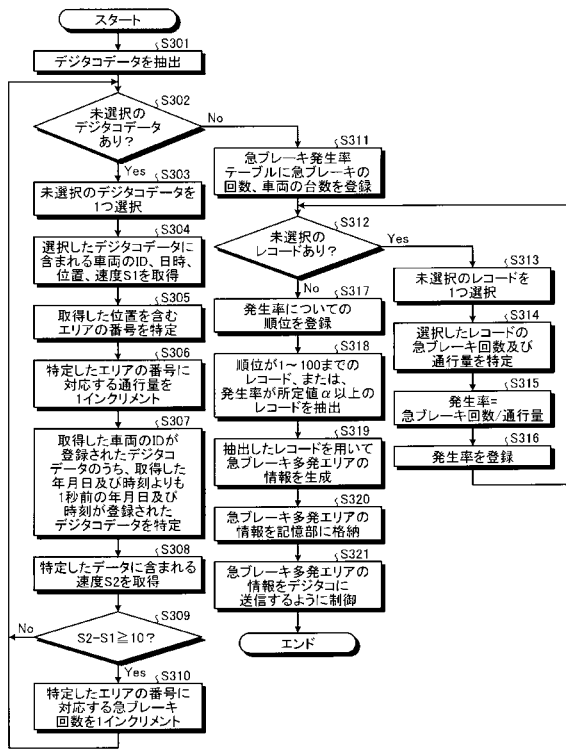 スタート
S301
デジタコデータを抽出
S302
未選択の
デジタコデータ
あり？
No
Yes
S303
未選択のデジタコデータを
1つ選択
S304
選択したデジタコデータに
含まれる車両のID、日時、
位置、速度S1を取得
S305
取得した位置を含む
エリアの番号を特定
S306
特定したエリアの番号に
対応する通行量を
1インクリメント
S307
取得した車両のIDが
登録されたデジタコ
データのうち、取得した
年月日及び時刻よりも
1秒前の年月日及び
時刻が登録された
デジタコデータを特定
S308
特定したデータに含まれる
速度S2を取得
S309
No
S2-S1≧10？
Yes
S310
特定したエリアの番号に
対応する急ブレーキ
回数を1インクリメント
S311
急ブレーキ発生率
テーブルに急ブレーキの
回数、車両の台数を登録
S312
未選択の
レコードあり？
Yes
No
S313
未選択のレコードを
1つ選択
S314
選択したレコードの
急ブレーキ回数及び
通行量を特定
S315
発生率=
急ブレーキ回数/通行量
S316
発生率を登録
S317
発生率についての
順位を登録
S318
順位が1～100までの
レコード、または、
発生率が所定値α以上の
レコードを抽出
S319
抽出したレコードを用いて
急ブレーキ多発エリアの
情報を生成
S320
急ブレーキ多発エリアの
情報を記憶部に格納
S321
急ブレーキ多発エリアの
情報をデジタコに
送信するように制御
エンド